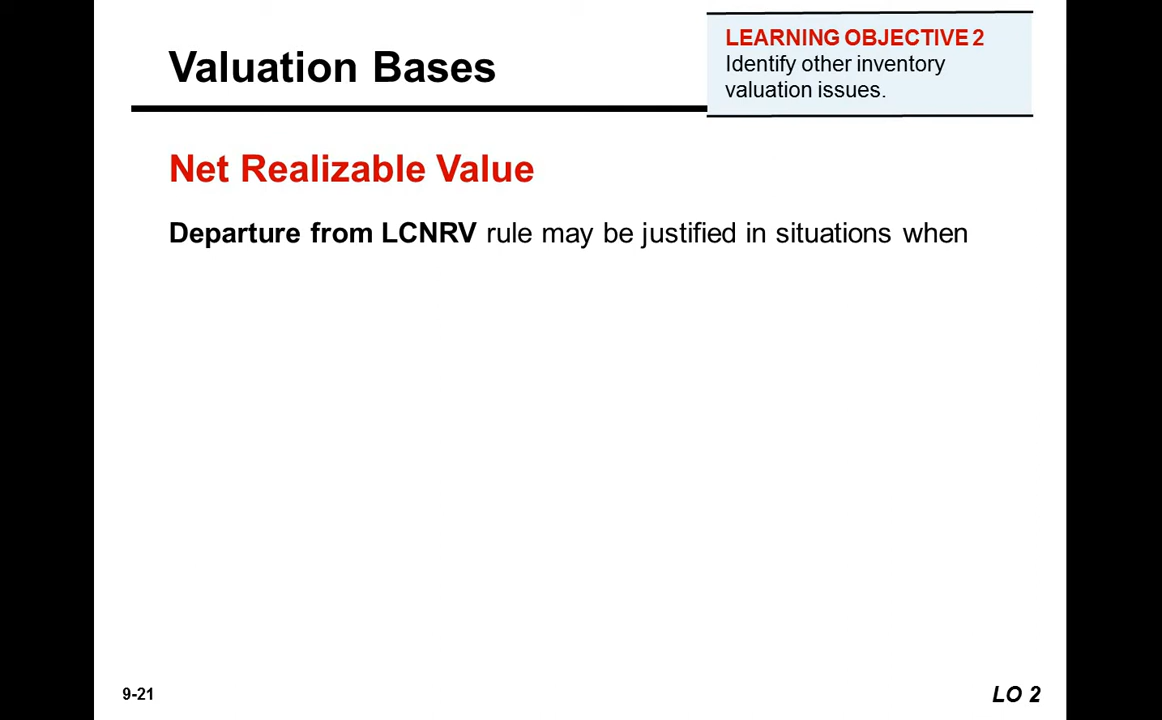 Valuation Bases
LEARNING OBJECTIVE 2
Identify other inventory
valuation issues.
Net Realizable Value
Departure from LCNRV rule may be justified in situations when
9-21
LO 2